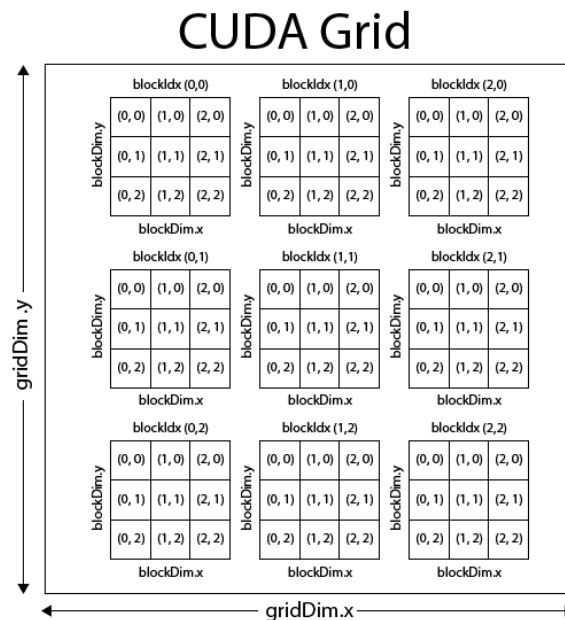 CUDA Grid
blockIdx (0,0) blockIdx (1,0) blockIdx (2,0)
blockDim.y (0, 0) (1, 0) (2, 0) blockDim.y (0, 0) (1, 0) (2, 0) blockDim.y (0, 0) (1, 0) (2, 0)
(0, 1) (1, 1) (2, 1) (0, 1) (1, 1) (2, 1) (0, 1) (1, 1) (2, 1)
(0, 2) (1, 2) (2, 2) (0, 2) (1, 2) (2, 2) (0, 2) (1, 2) (2, 2)
blockDim.x blockDim.x blockDim.x
blockIdx (0,1) blockIdx (1,1) blockIdx (2,1)
gridDim .y
blockDim.y (0, 0) (1, 0) (2, 0) blockDim.y (0, 0) (1, 0) (2, 0) blockDim.y (0, 0) (1, 0) (2, 0)
(0, 1) (1, 1) (2, 1) (0, 1) (1, 1) (2, 1) (0, 1) (1, 1) (2, 1)
(0, 2) (1, 2) (2, 2) (0, 2) (1, 2) (2, 2) (0, 2) (1, 2) (2, 2)
blockDim.x blockDim.x blockDim.x
blockIdx (0,2) blockIdx (1,2) blockIdx (2,2)
blockDim.y (0, 0) (1, 0) (2, 0) blockDim.y (0, 0) (1, 0) (2, 0) blockDim.y (0, 0) (1, 0) (2, 0)
(0, 1) (1, 1) (2, 1) (0, 1) (1, 1) (2, 1) (0, 1) (1, 1) (2, 1)
(0, 2) (1, 2) (2, 2) (0, 2) (1, 2) (2, 2) (0, 2) (1, 2) (2, 2)
blockDim.x blockDim.x blockDim.x
gridDim.x